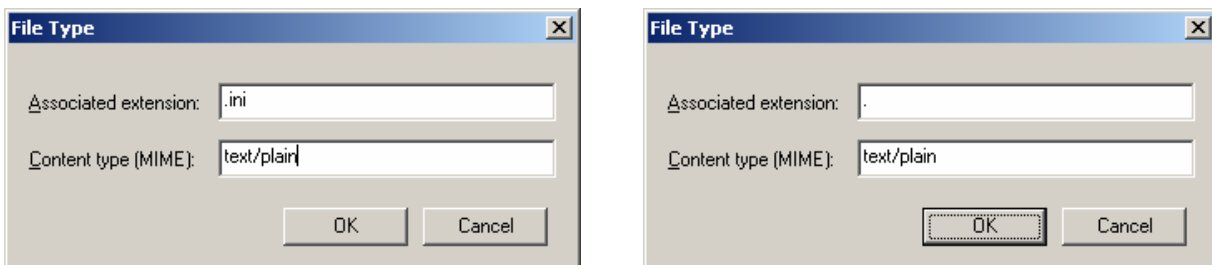 File Type
Associated extension: .ini
Content type (MIME): text/plain
OK Cancel
File Type
Associated extension: .
Content type (MIME): text/plain
OK Cancel